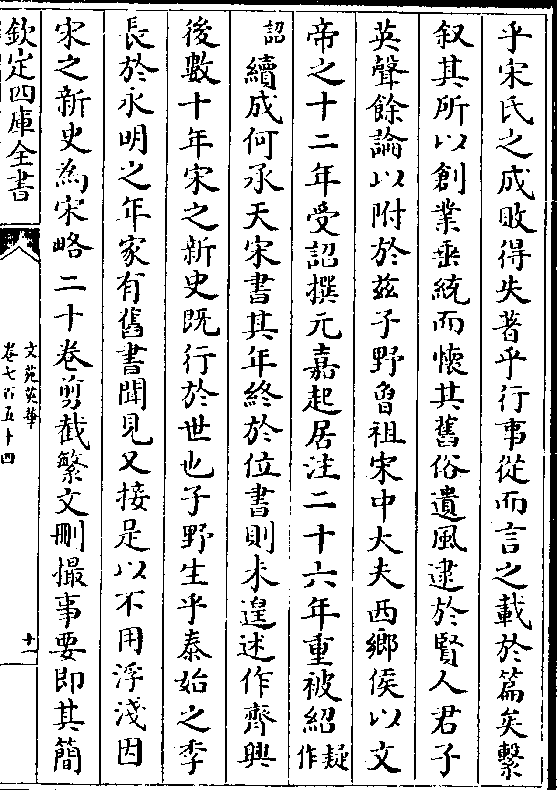 乎宋氏之成敗得失著乎行事從而言之載於篇矣繫
叙其所以創業垂統而懷其舊俗遺風逮於賢人君子
英聲餘論以附於兹子野曾祖宋中大夫西鄉侯以文
帝之十二年受詔撰元嘉起居注二十六年重被紹疑作
詔續成何承天宋書其年終於位書則未遑述作齊興
後數十年宋之新史既行於世也子野生乎泰始之季
長於永明之年家有舊書聞見又接是以不用浮淺因
宋之新史為宋略二十卷剪截繁文刪撮事要即其簡
欽定四庫全書
文苑英華
卷七百五十四
十一